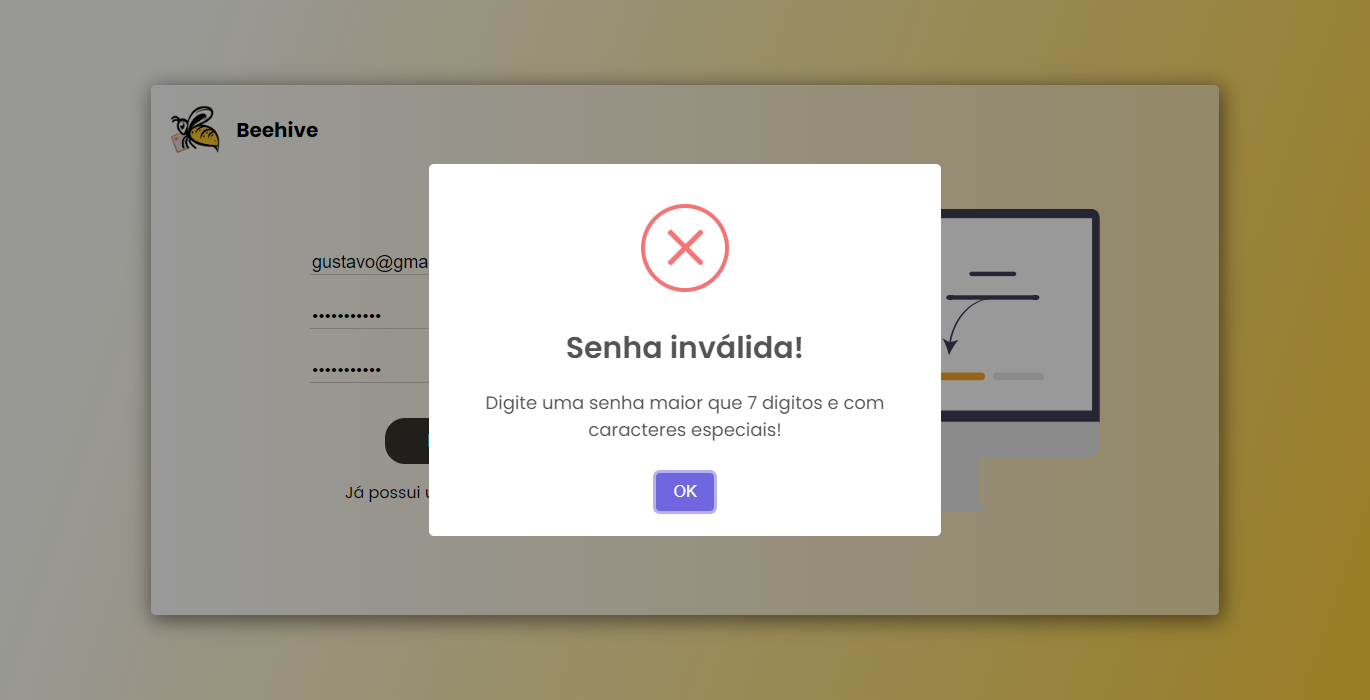 Beehive
gustavo@gma
Senha inválida!
Digite uma senha maior que 7 digitos e com
caracteres especiais!
OK
Já possui